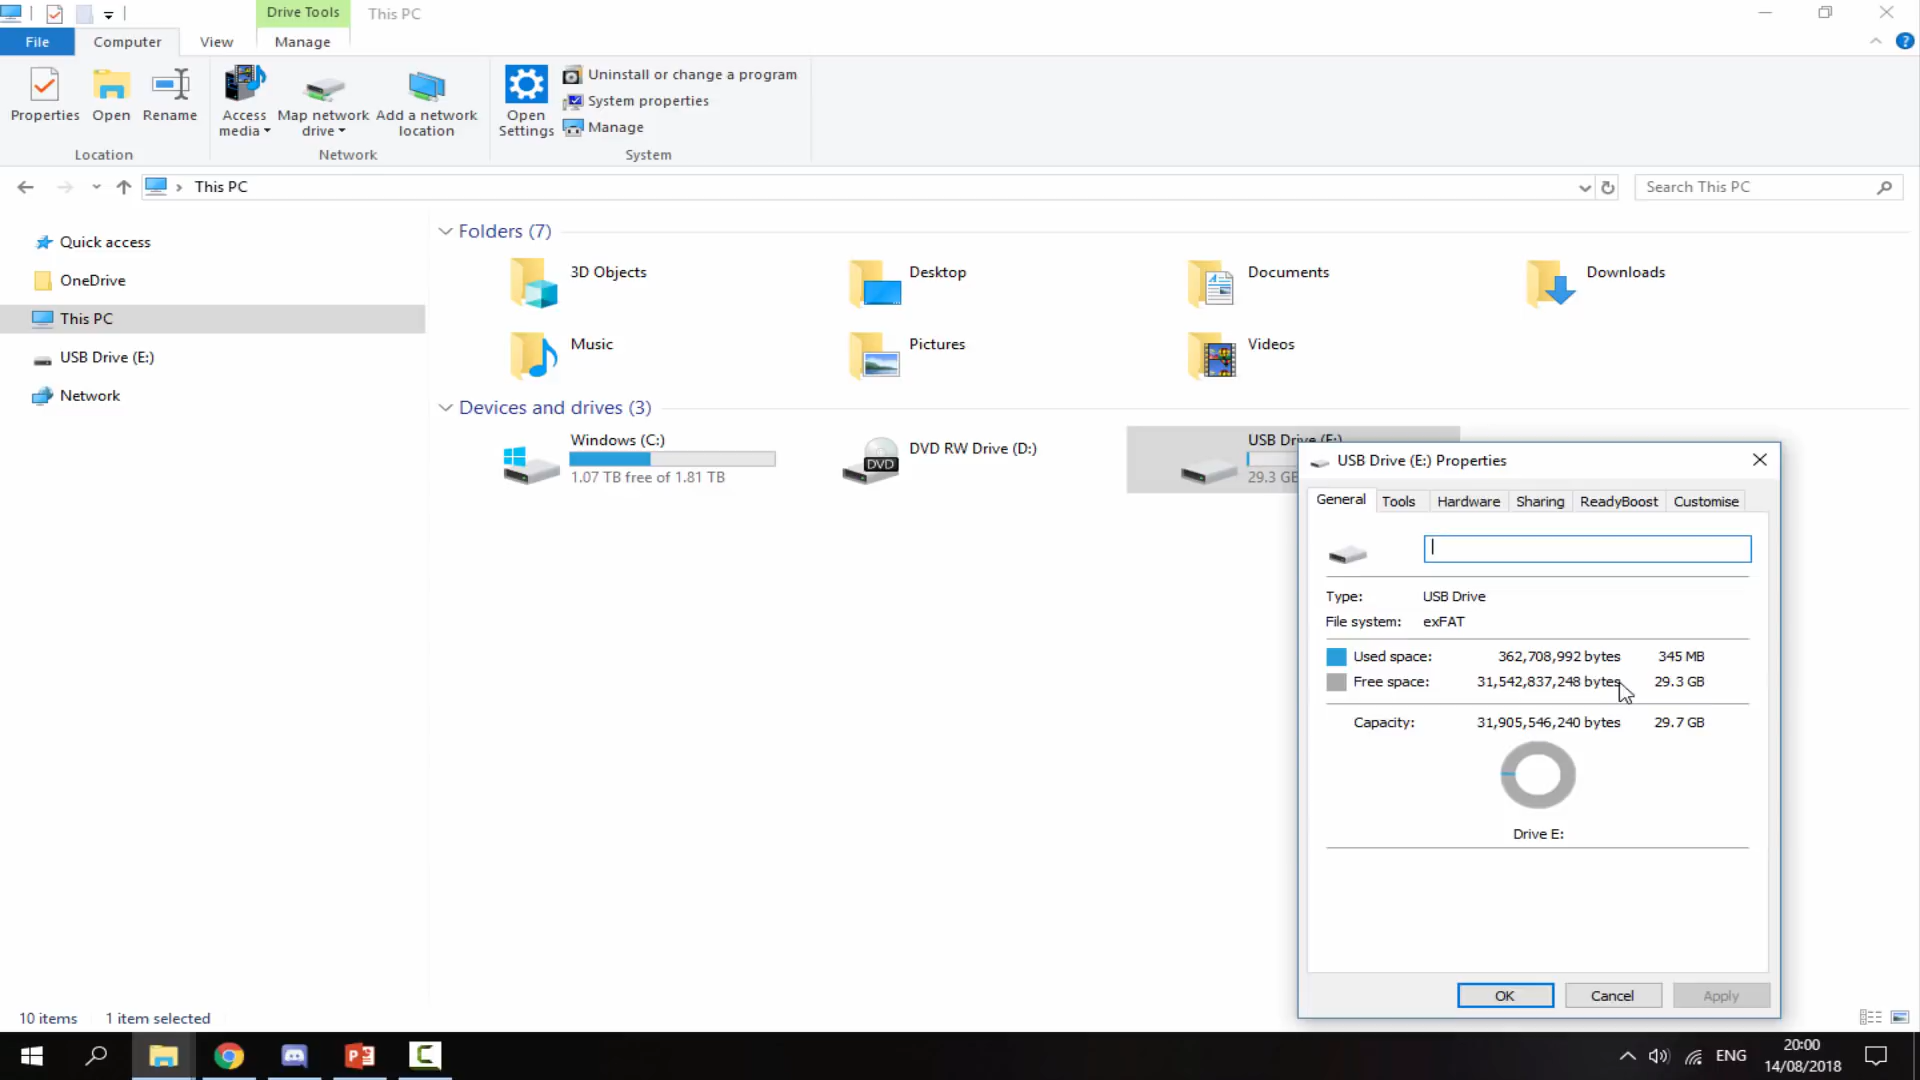 Drive Tools
This PC
File
Computer
View
Manage
Properties
Open
Rename
Access media
Map network drive
Add a network location
Open Settings
Uninstall or change a program
System properties
Manage
Location
Network
System
This PC
Search This PC
Quick access
OneDrive
This PC
USB Drive (E:)
Network
Folders (7)
3D Objects
Desktop
Documents
Downloads
Music
Pictures
Videos
Devices and drives (3)
Windows (C:)
1.07 TB free of 1.81 TB
DVD RW Drive (D:)
DVD
USB Drive (E:)
29.3 GB
USB Drive (E:) Properties
General
Tools
Hardware
Sharing
ReadyBoost
Customise
Type: USB Drive
File system: exFAT
Used space: 362,708,992 bytes 345 MB
Free space: 31,542,837,248 bytes 29.3 GB
Capacity: 31,905,546,240 bytes 29.7 GB
Drive E:
OK
Cancel
Apply
10 items
1 item selected
ENG
20:00
14/08/2018